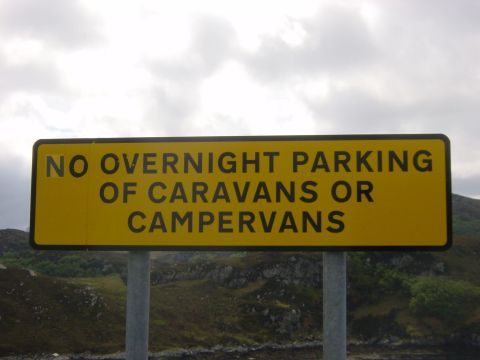 NO OVERNIGHT PARKING
OF CARAVANS OR
CAMPERVANS